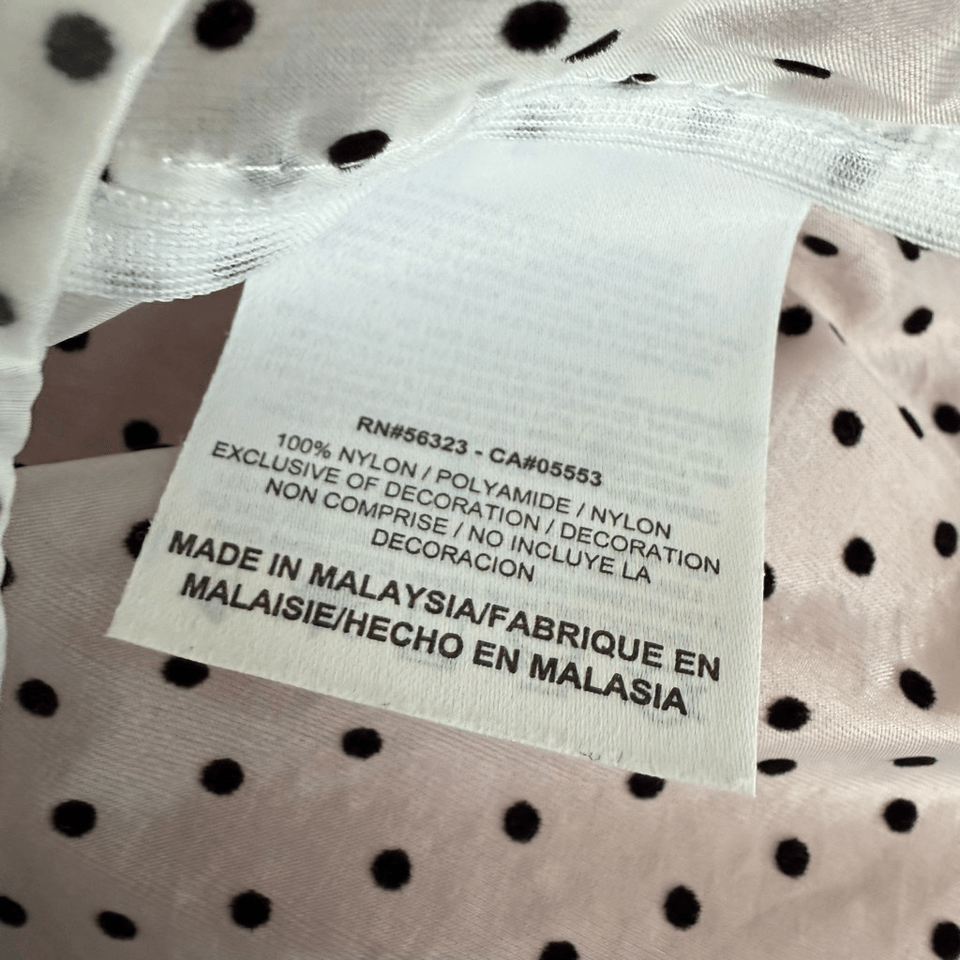 RN#56323 - CA#05553
100% NYLON / POLYAMIDE / NYLON
EXCLUSIVE OF DECORATION / DECORATION
NON COMPRISE / NO INCLUYE LA
DECORACION
MADE IN MALAYSIA/FABRIQUE EN
MALAISIE/HECHO EN MALASIA